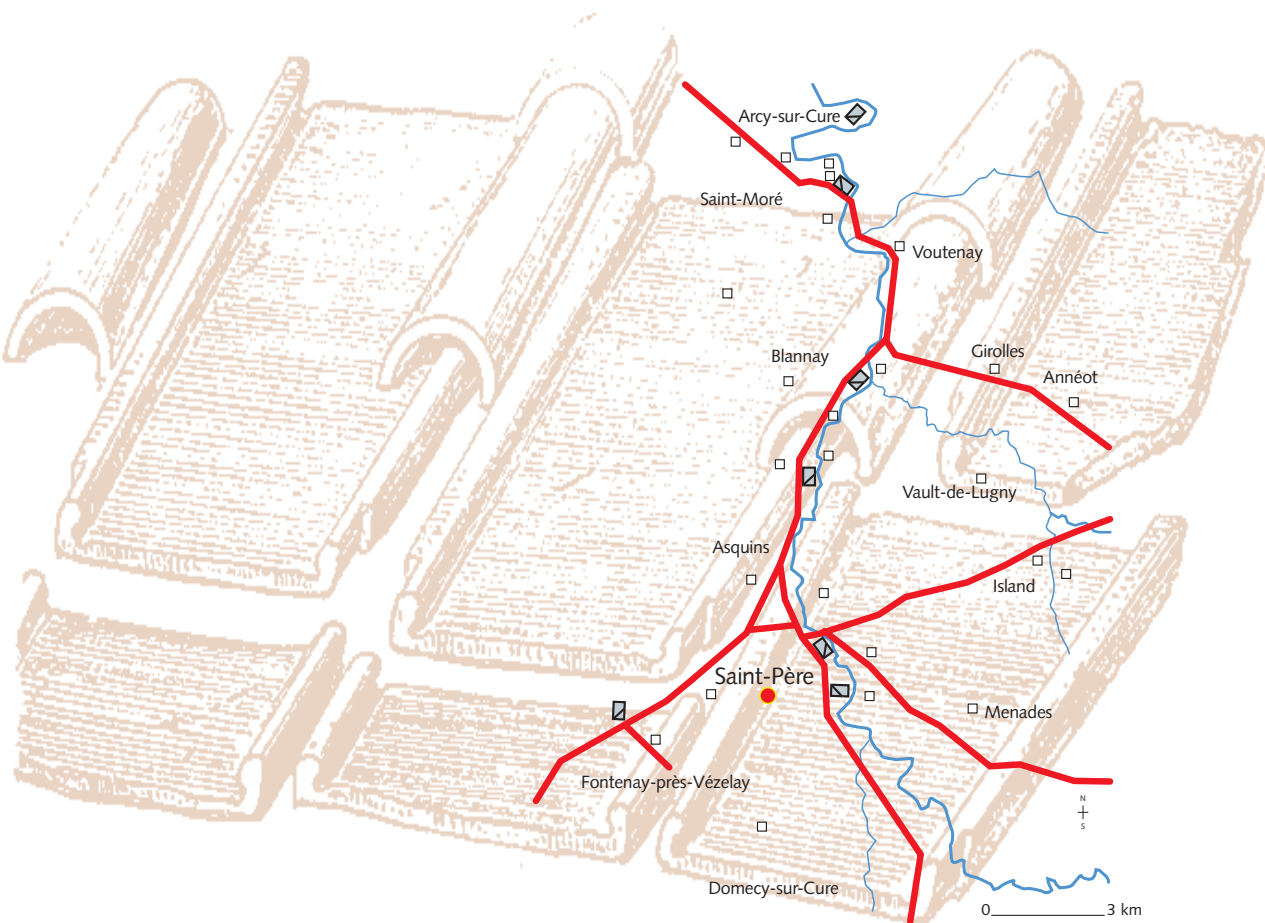 Arcy-sur-Cure
Saint-Moré
Voutenay
Blannay
Girolles
Annéot
Vault-de-Lugny
Asquins
Island
Saint-Père
Menades
Fontenay-près-Vézelay
N
S
Domecy-sur-Cure
0 3 km